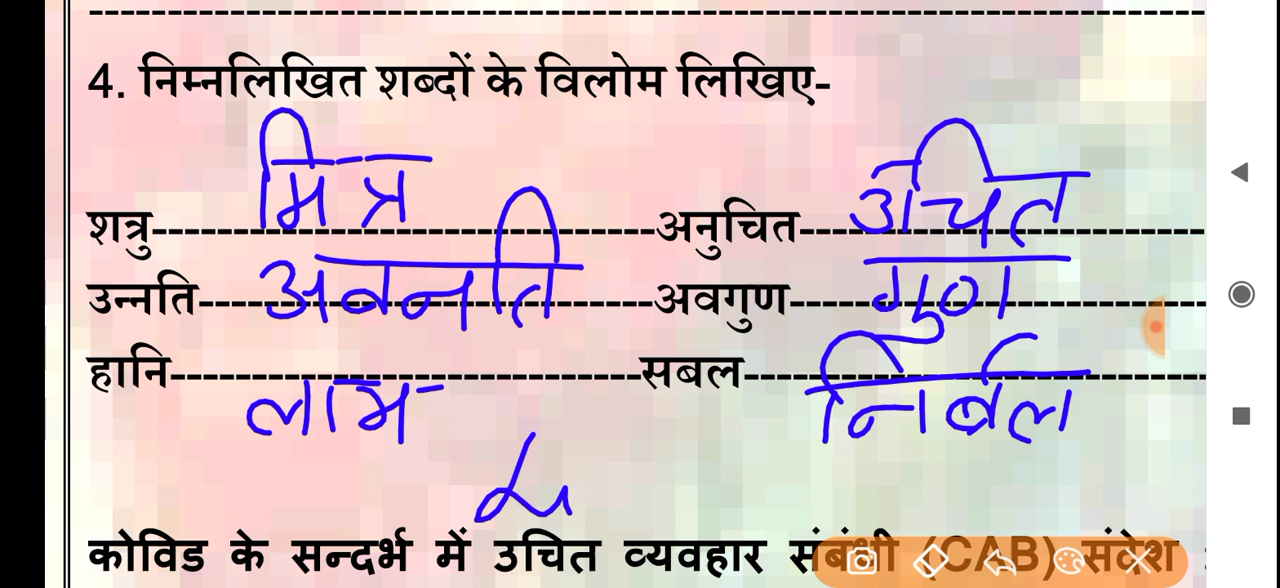 4. निम्नलिखित शब्दों के विलोम लिखिए-
शत्रु- मित्र अनुचित- उचित
उन्नति- अवनति अवगुण- गुण
हानि- लाभ सबल- निर्बल
कोविड के सन्दर्भ में उचित व्यवहार संबंधी (CAB) संदेश